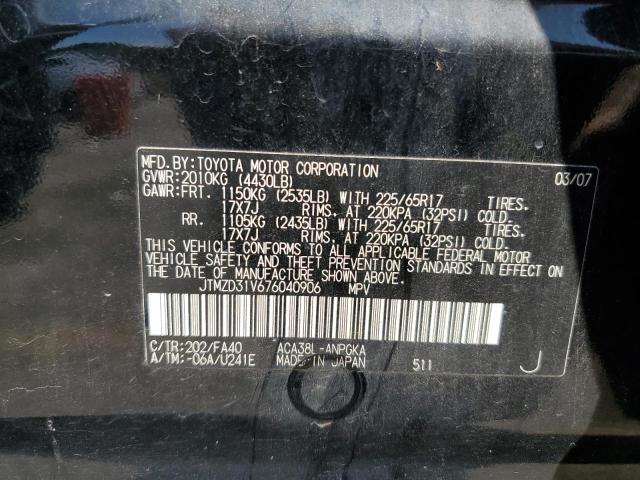 MFD. BY: TOYOTA MOTOR CORPORATION 03/07
GVWR: 2010KG (4430LB)
GAWR: FRT. 1150KG (2535LB) WITH 225/65R17 TIRES.
17X7J RIMS. AT 220KPA (32PSI) COLD.
RR. 1105KG (2435LB) WITH 225/65R17 TIRES.
17X7J RIMS. AT 220KPA (32PSI) COLD.
THIS VEHICLE CONFORMS TO ALL APPLICABLE FEDERAL MOTOR
VEHICLE SAFETY AND THEFT PREVENTION STANDARDS IN EFFECT ON
THE DATE OF MANUFACTURE SHOWN ABOVE.
JTMZD31V676040906 MPV
C/TR: 202/FA40 ACA38L-ANPGKA
A/TM: -06A/U241E MADE IN JAPAN 511 J